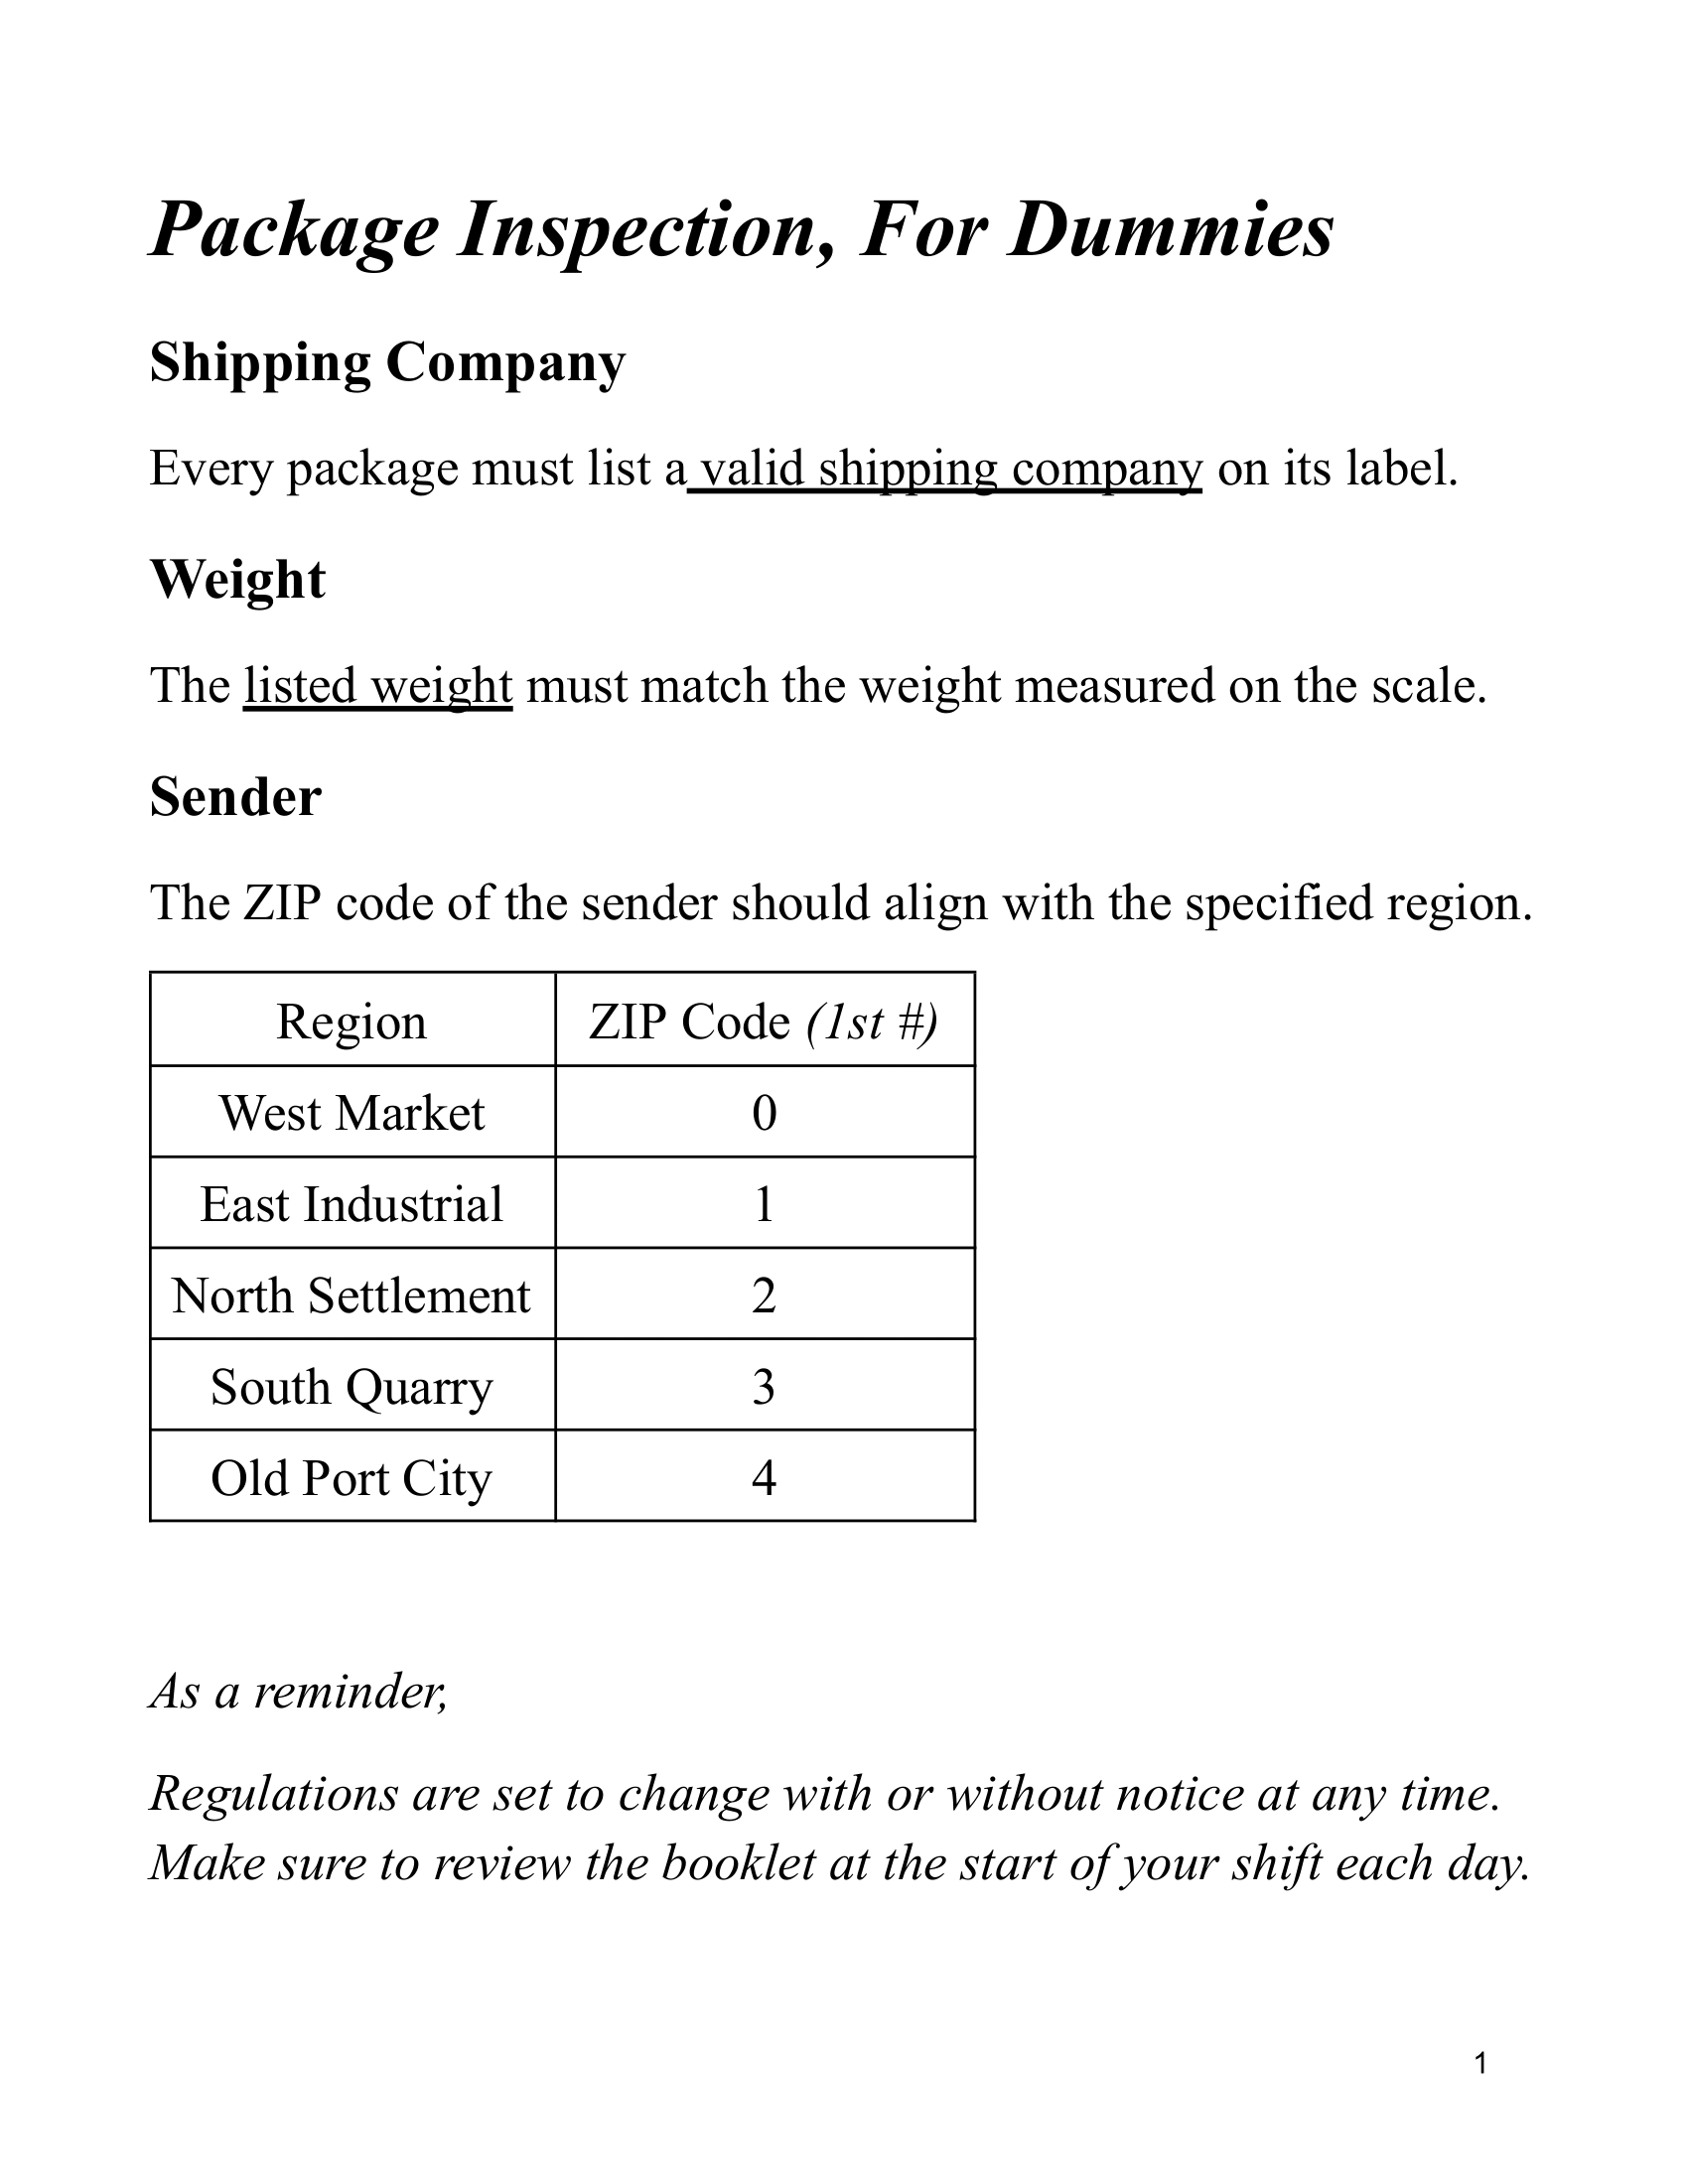 Package Inspection, For Dummies
Shipping Company
Every package must list a valid shipping company on its label.
Weight
The listed weight must match the weight measured on the scale.
Sender
The ZIP code of the sender should align with the specified region.
Region ZIP Code (1st #)
West Market 0
East Industrial 1
North Settlement 2
South Quarry 3
Old Port City 4
As a reminder,
Regulations are set to change with or without notice at any time.
Make sure to review the booklet at the start of your shift each day.
1